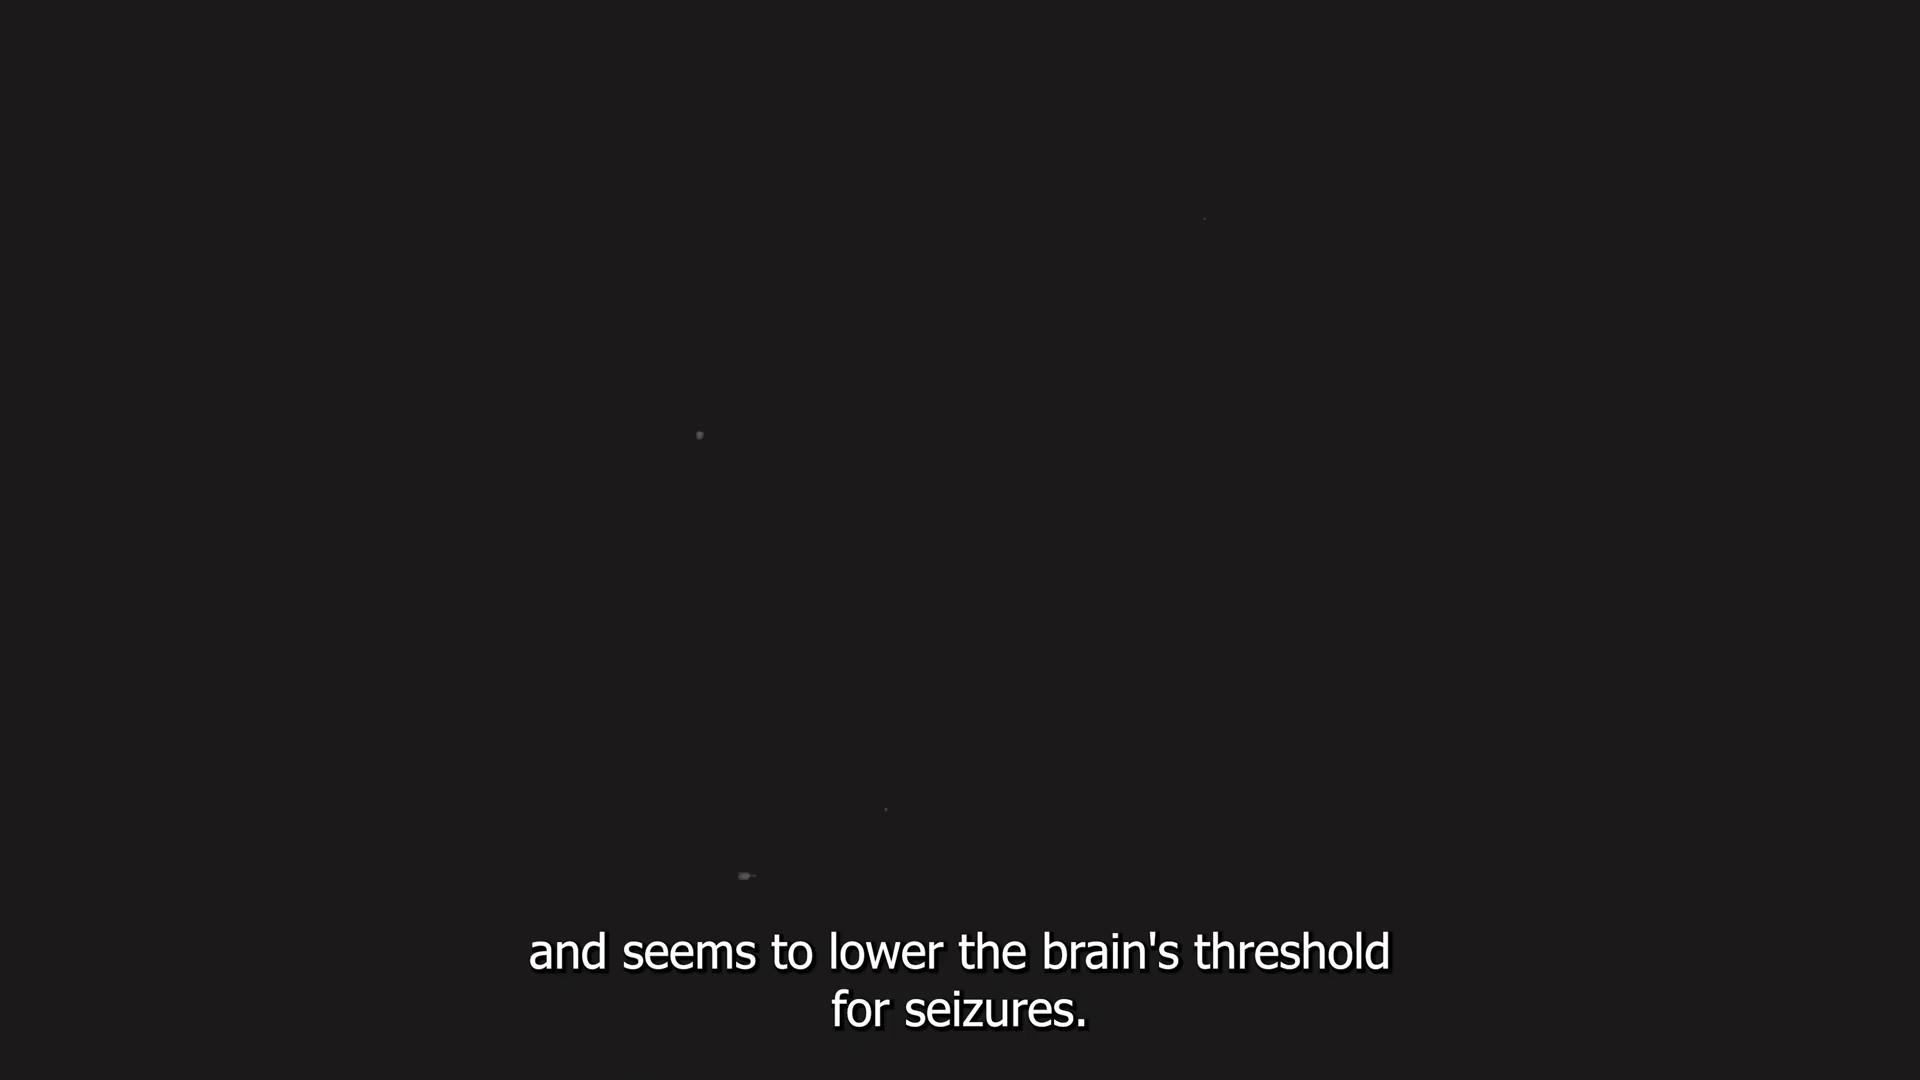 and seems to lower the brain's threshold
for seizures.